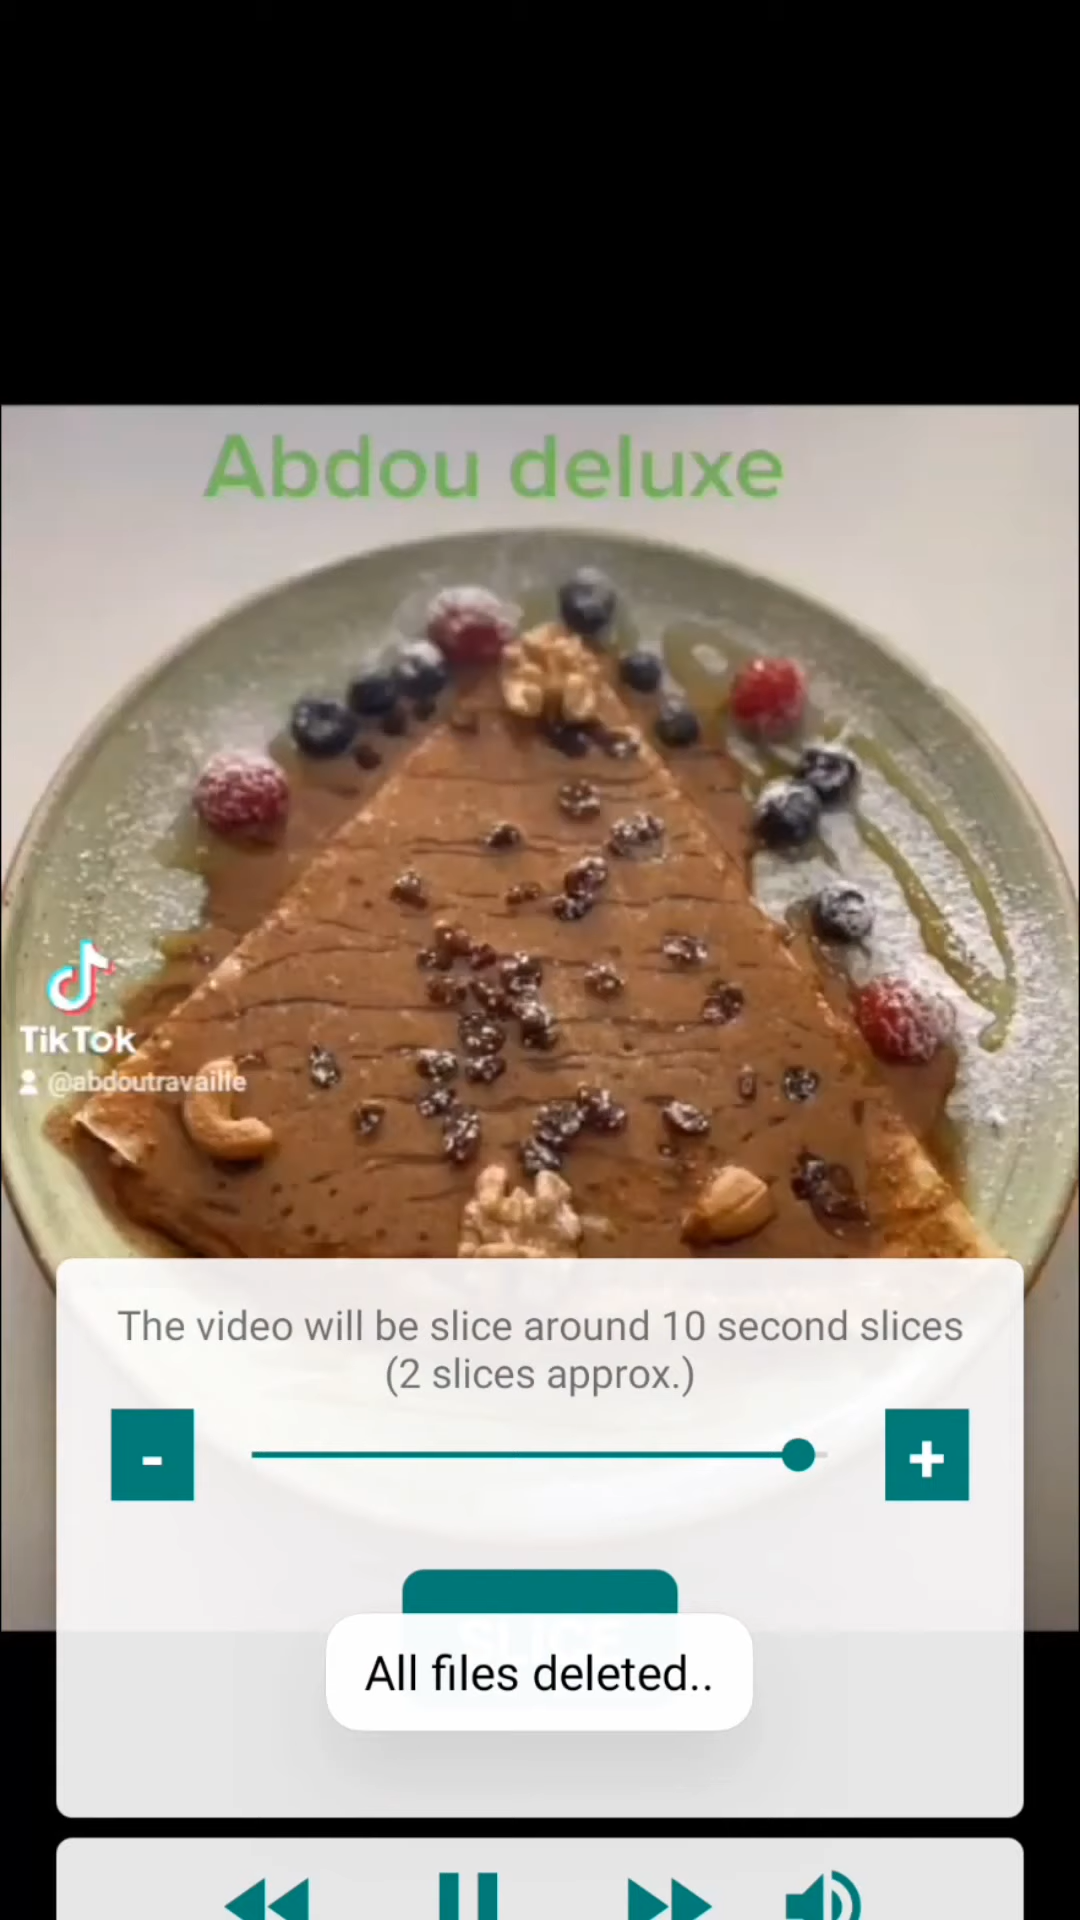 Abdou deluxe
TikTok
@abdoutravaille
The video will be slice around 10 second slices
(2 slices approx.)
-
+
SLICE
All files deleted..